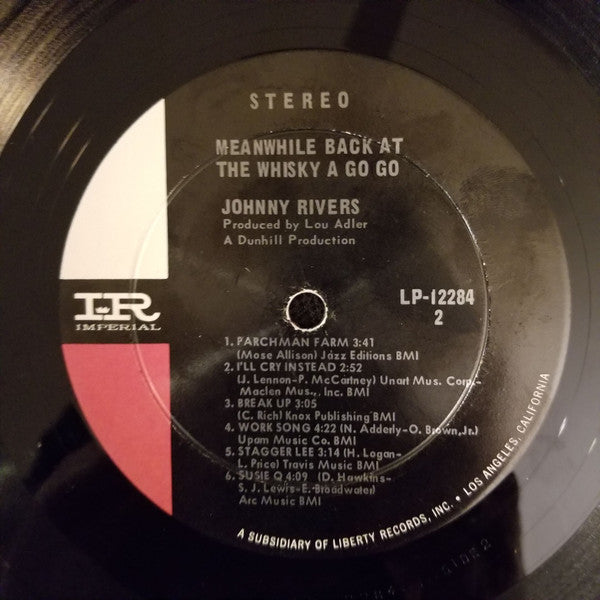 STEREO
MEANWHILE BACK AT
THE WHISKY A GO GO
JOHNNY RIVERS
Produced by Lou Adler
A Dunhill Production
IR
IMPERIAL
LP-12284
2
1. PARCHMAN FARM 3:41
(Mose Allison) Jazz Editions BMI
2. I'LL CRY INSTEAD 2:52
(J. Lennon-P. McCartney) Unart Mus. Corp.-
Maclen Mus.., Inc. BMI
3. BREAK UP 3:05
(C. Rich) Knox Publishing BMI
4. WORK SONG 4:22 (N. Adderly-O. Brown, Jr.)
Upam Music Co. BMI
5. STAGGER LEE 3:14 (H. Logan-
L. Price) Travis Music BMI
6. SUSIE Q 4:09 (D. Hawkins-
S. J. Lewis-E. Broadwater)
Arc Music BMI
A SUBSIDIARY OF LIBERTY RECORDS, INC. • LOS ANGELES, CALIFORNIA